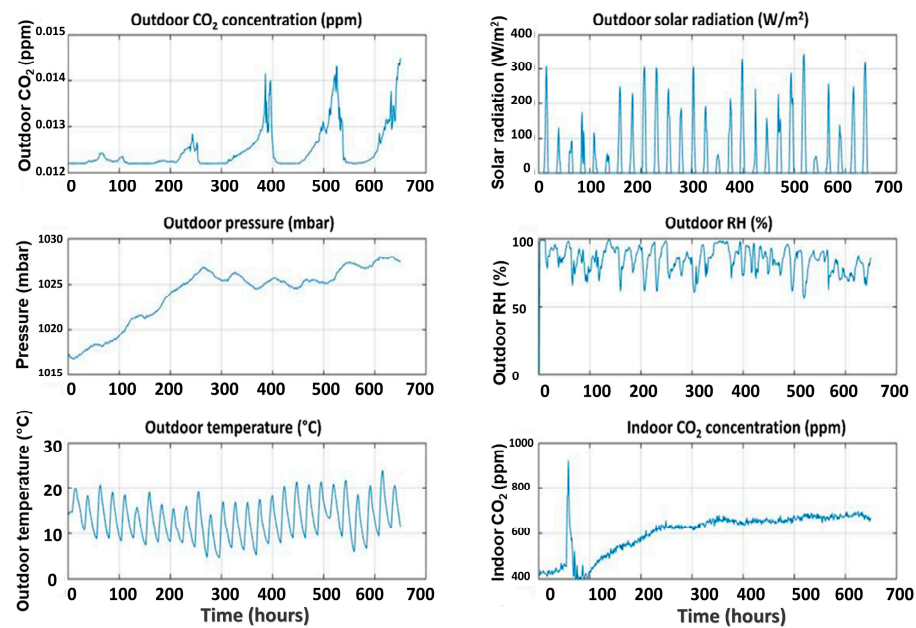 Outdoor CO₂ concentration (ppm)
Outdoor CO₂ (ppm)
0.015
0.014
0.013
0.012
0 100 200 300 400 500 600 700
Outdoor solar radiation (W/m²)
Solar radiation (W/m²)
400
300
200
100
0
0 100 200 300 400 500 600 700
Outdoor pressure (mbar)
Pressure (mbar)
1030
1025
1020
1015
0 100 200 300 400 500 600 700
Outdoor RH (%)
Outdoor RH (%)
100
50
0
0 100 200 300 400 500 600 700
Outdoor temperature (°C)
Outdoor temperature (°C)
30
20
10
0
0 100 200 300 400 500 600 700
Time (hours)
Indoor CO₂ concentration (ppm)
Indoor CO₂ (ppm)
1000
800
600
400
0 100 200 300 400 500 600 700
Time (hours)